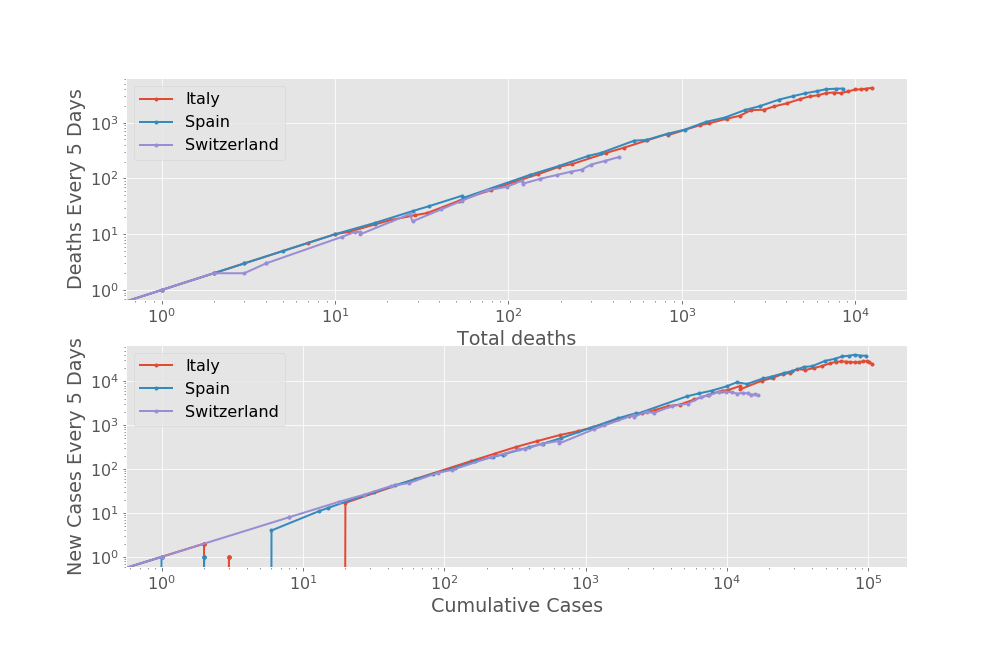 Deaths Every 5 Days
10³
10²
10¹
10⁰
Italy
Spain
Switzerland
10⁰ 10¹ 10² 10³ 10⁴
Total deaths
New Cases Every 5 Days
10⁴
10³
10²
10¹
10⁰
Italy
Spain
Switzerland
10⁰ 10¹ 10² 10³ 10⁴ 10⁵
Cumulative Cases